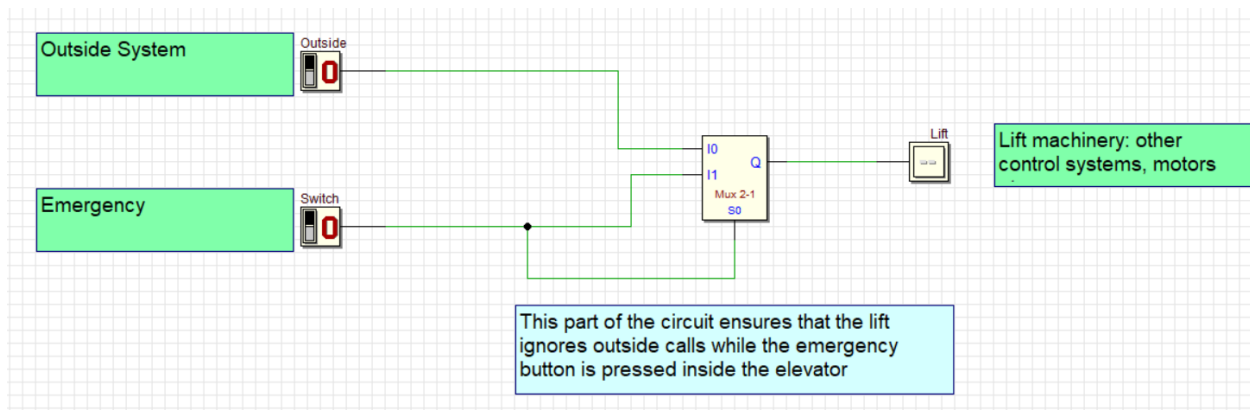 Outside System
Outside
0
Emergency
Switch
0
I0
I1
Q
Mux 2-1
S0
Lift
--
Lift machinery: other
control systems, motors
This part of the circuit ensures that the lift
ignores outside calls while the emergency
button is pressed inside the elevator